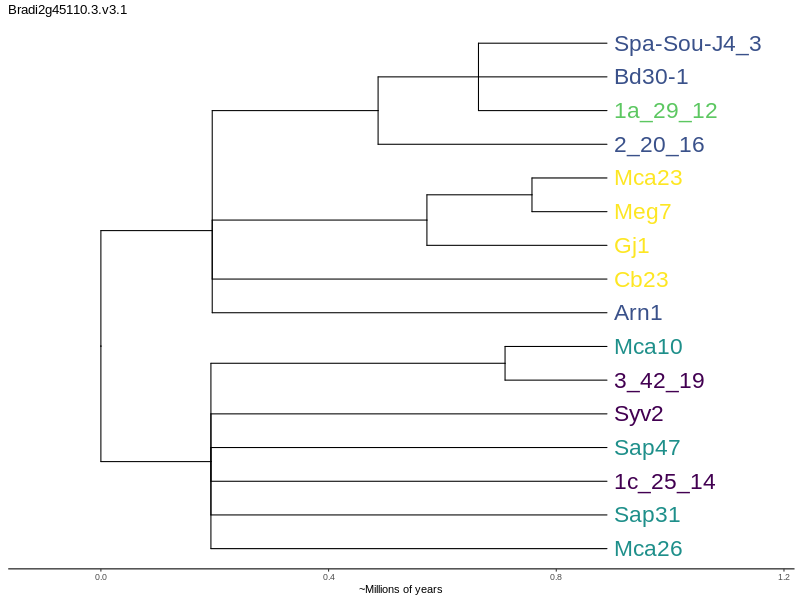 Bradi2g45110.3.v3.1
Spa-Sou-J4_3
Bd30-1
1a_29_12
2_20_16
Mca23
Meg7
Gj1
Cb23
Arn1
Mca10
3_42_19
Syv2
Sap47
1c_25_14
Sap31
Mca26
0.0 0.4 0.8 1.2
~Millions of years